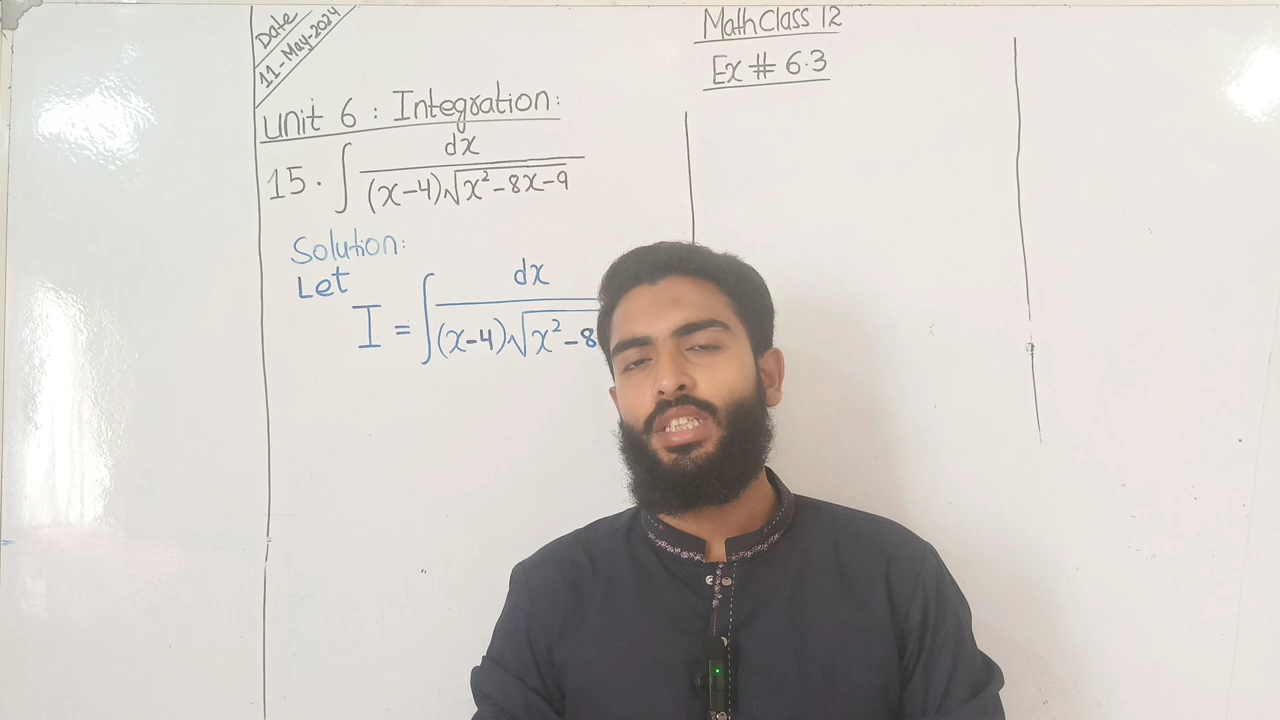 Date
11-May-2024
Math Class 12
Ex # 6.3
Unit 6 : Integration:
15. ∫ dx / (x-4)√x²-8x-9
Solution:
Let
I = ∫ dx / (x-4)√x²-8